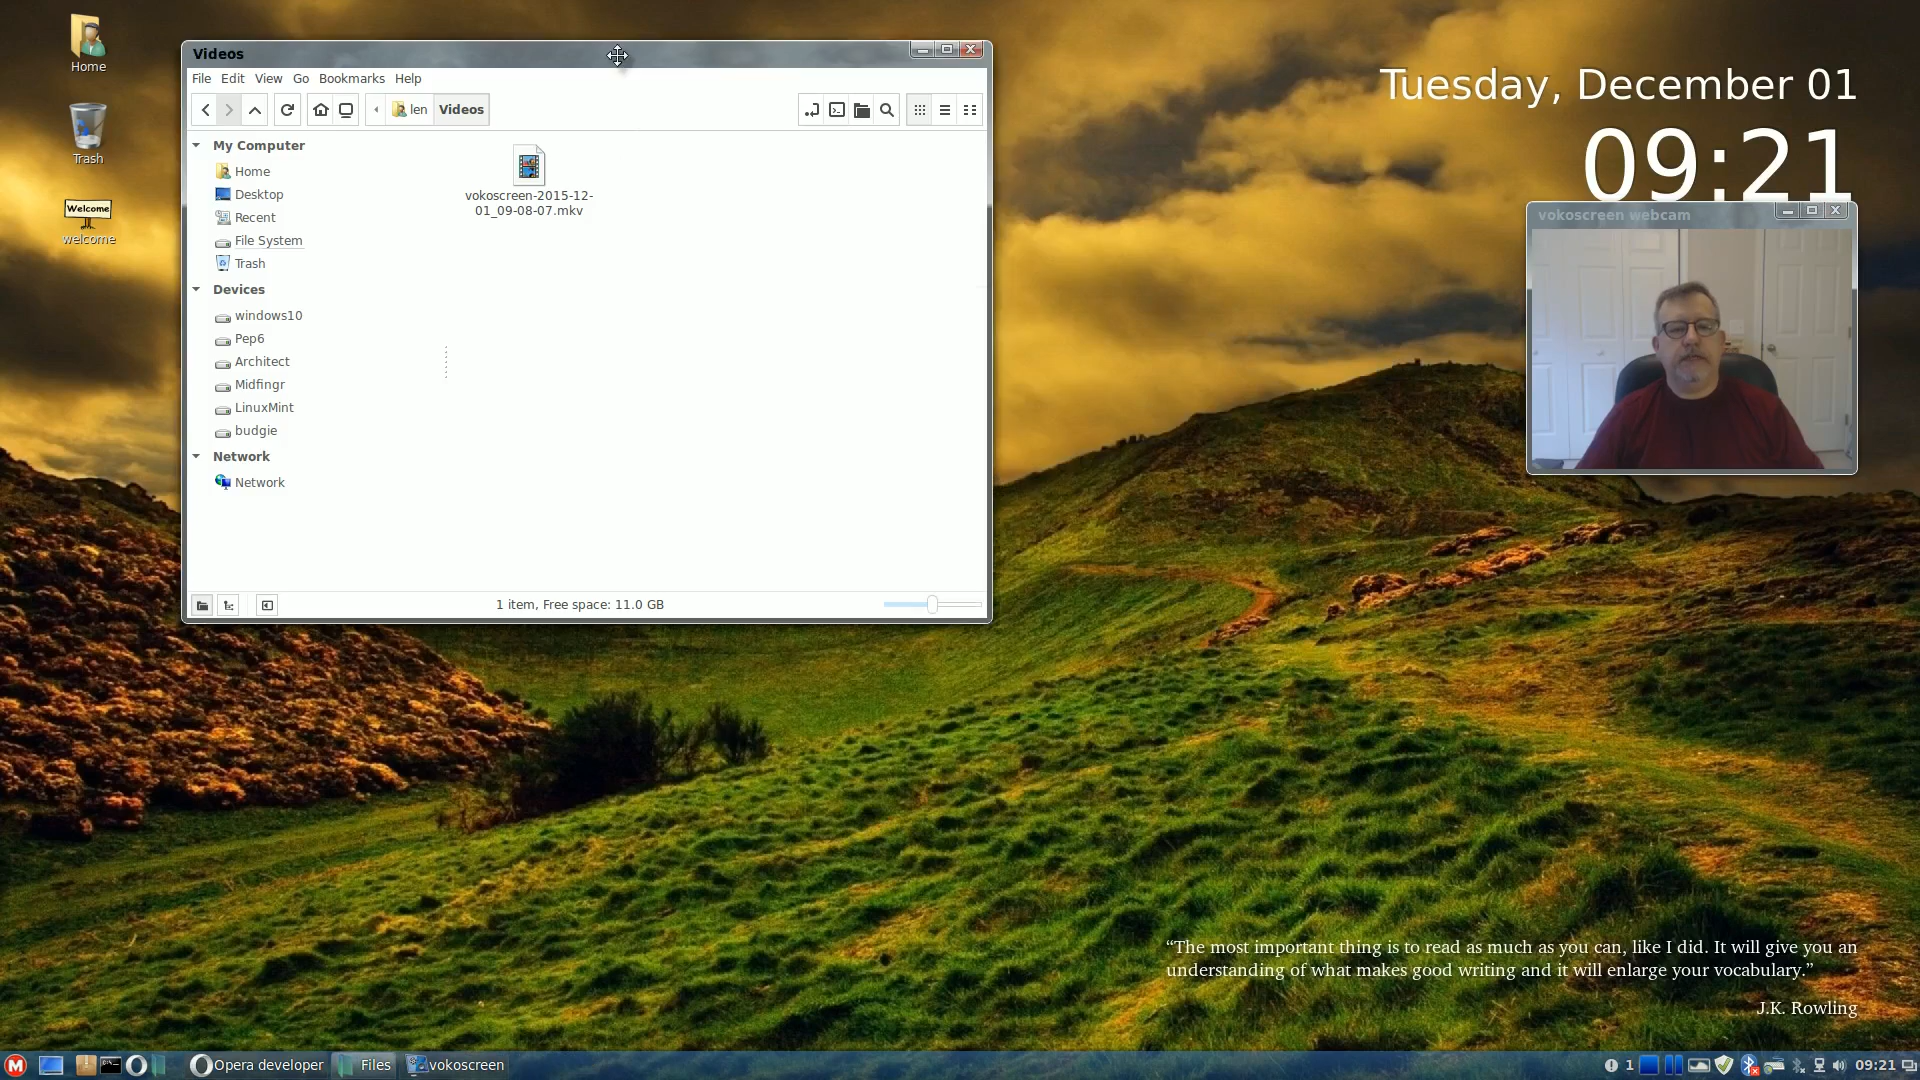 Home
Trash
Welcome
welcome
Videos
File Edit View Go Bookmarks Help
len Videos
My Computer
Home
Desktop
Recent
File System
Trash
Devices
windows10
Pep6
Architect
Midfingr
LinuxMint
budgie
Network
Network
vokoscreen-2015-12-
01_09-08-07.mkv
1 item, Free space: 11.0 GB
Tuesday, December 01
09:21
vokoscreen webcam
“The most important thing is to read as much as you can, like I did. It will give you an
understanding of what makes good writing and it will enlarge your vocabulary.”
J.K. Rowling
Opera developer
Files
vokoscreen
1
09:21